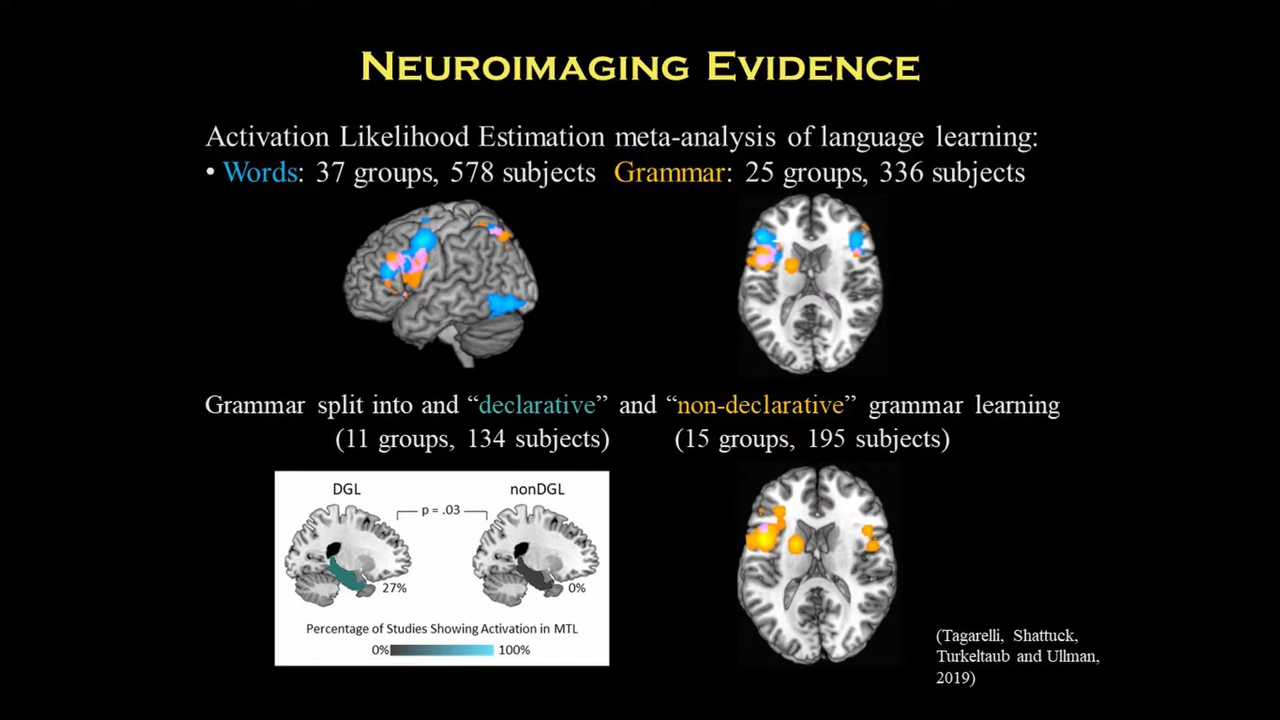 NEUROIMAGING EVIDENCE
Activation Likelihood Estimation meta-analysis of language learning:
• Words: 37 groups, 578 subjects Grammar: 25 groups, 336 subjects
Grammar split into and “declarative” and “non-declarative” grammar learning
(11 groups, 134 subjects) (15 groups, 195 subjects)
DGL nonDGL
p = .03
27% 0%
Percentage of Studies Showing Activation in MTL
0% 100%
(Tagarelli, Shattuck,
Turkeltaub and Ullman,
2019)